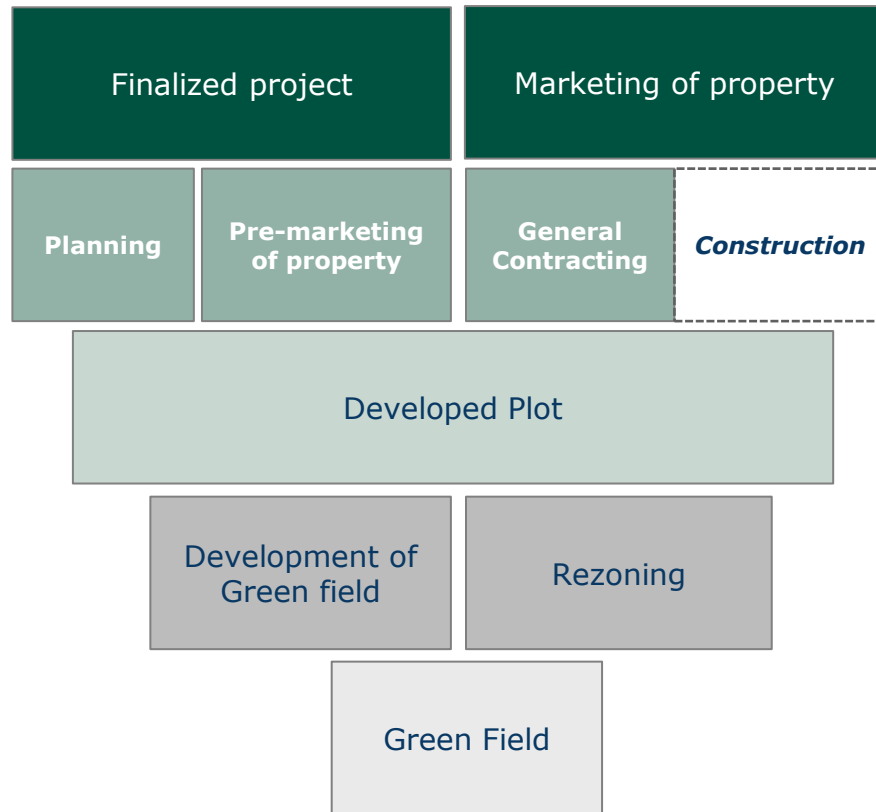 Finalized project
Marketing of property
Planning
Pre-marketing
of property
General
Contracting
Construction
Developed Plot
Development of
Green field
Rezoning
Green Field